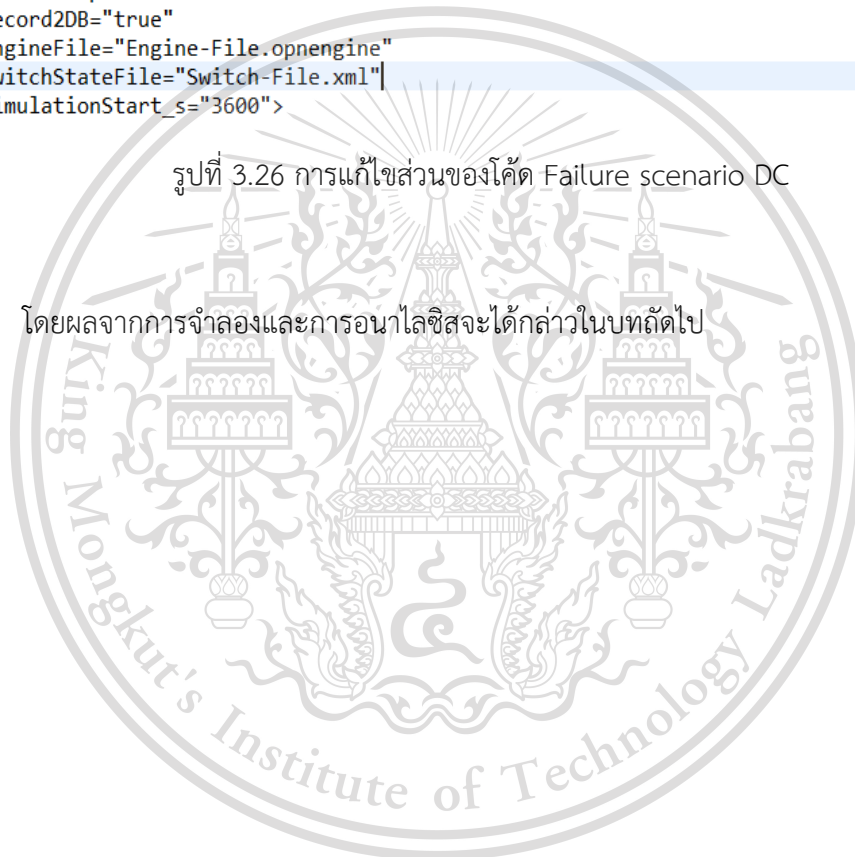 ecord2DB="true"
ngineFile="Engine-File.opnengine"
witchStateFile="Switch-File.xml"
imulationStart_s="3600">
รูปที่ 3.26 การแก้ไขส่วนของโค้ด Failure scenario DC
โดยผลจากการจำลองและการอนาไลซิสจะได้กล่าวในบทถัดไป
King Mongkut's Institute of Technology Ladkrabang